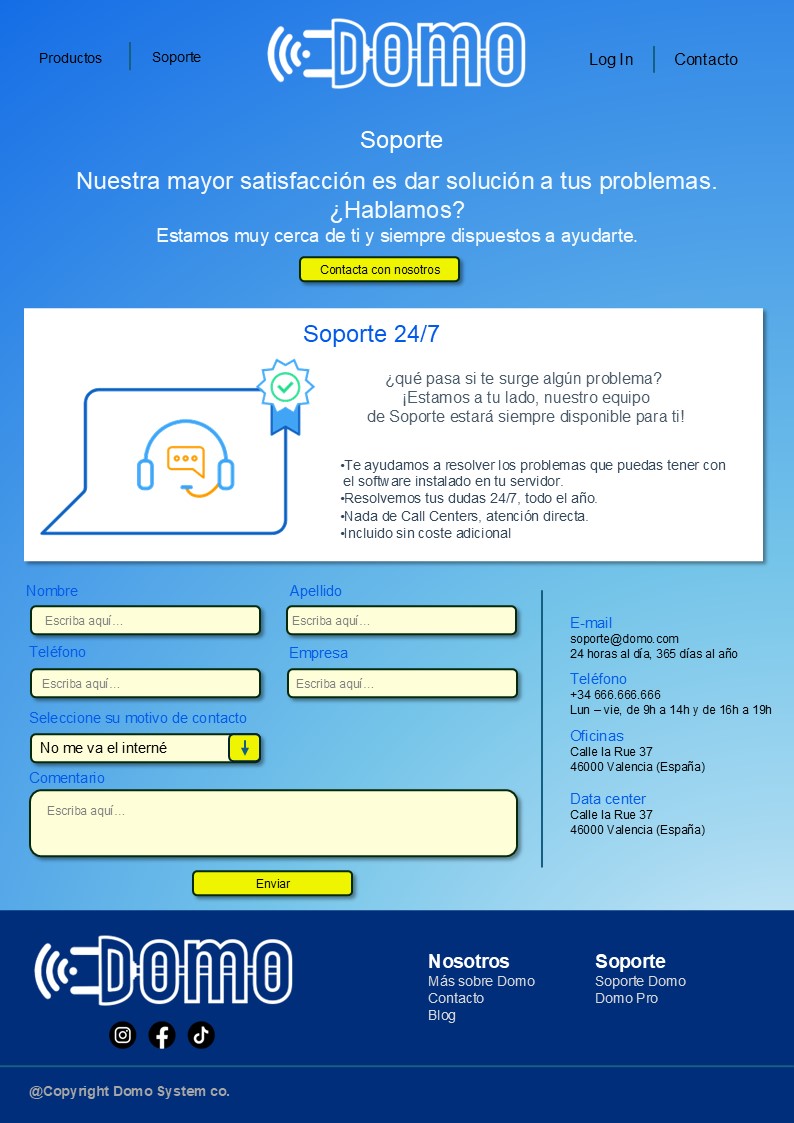 Productos
Soporte
DOMO
Log In
Contacto
Soporte
Nuestra mayor satisfacción es dar solución a tus problemas.
¿Hablamos?
Estamos muy cerca de ti y siempre dispuestos a ayudarte.
Contacta con nosotros
Soporte 24/7
¿qué pasa si te surge algún problema?
¡Estamos a tu lado, nuestro equipo
de Soporte estará siempre disponible para ti!
•Te ayudamos a resolver los problemas que puedas tener con
el software instalado en tu servidor.
•Resolvemos tus dudas 24/7, todo el año.
•Nada de Call Centers, atención directa.
•Incluido sin coste adicional
Nombre
Apellido
Escriba aquí…
Escriba aquí…
Teléfono
Empresa
Escriba aquí…
Escriba aquí…
Seleccione su motivo de contacto
No me va el interné
Comentario
Escriba aquí…
Enviar
E-mail
soporte@domo.com
24 horas al día, 365 días al año
Teléfono
+34 666.666.666
Lun – vie, de 9h a 14h y de 16h a 19h
Oficinas
Calle la Rue 37
46000 Valencia (España)
Data center
Calle la Rue 37
46000 Valencia (España)
DOMO
Nosotros
Más sobre Domo
Contacto
Blog
Soporte
Soporte Domo
Domo Pro
@Copyright Domo System co.